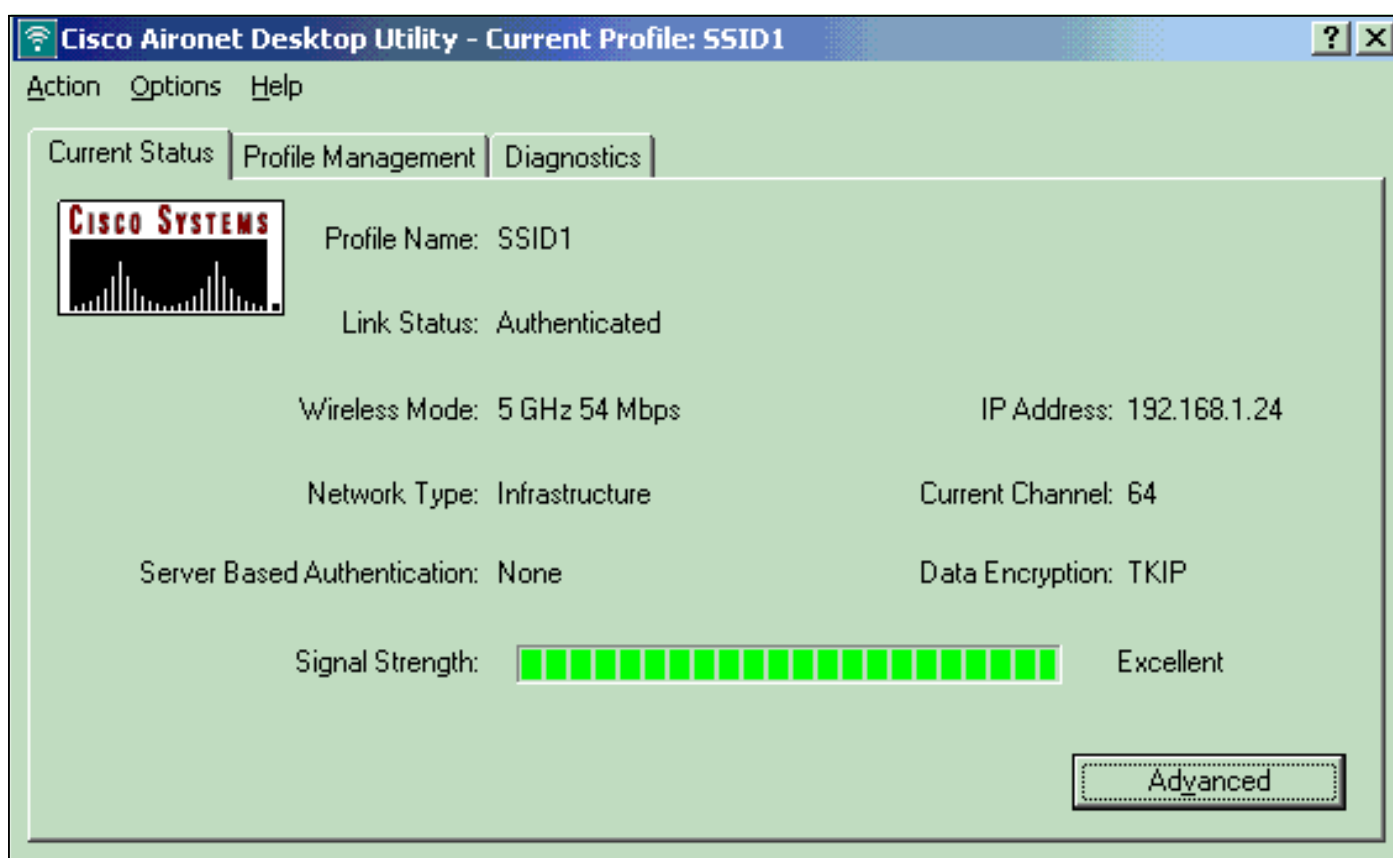 Cisco Aironet Desktop Utility - Current Profile: SSID1
? X
Action Options Help
Current Status Profile Management Diagnostics
CISCO SYSTEMS
Profile Name: SSID1
Link Status: Authenticated
Wireless Mode: 5 GHz 54 Mbps IP Address: 192.168.1.24
Network Type: Infrastructure Current Channel: 64
Server Based Authentication: None Data Encryption: TKIP
Signal Strength: Excellent
Advanced